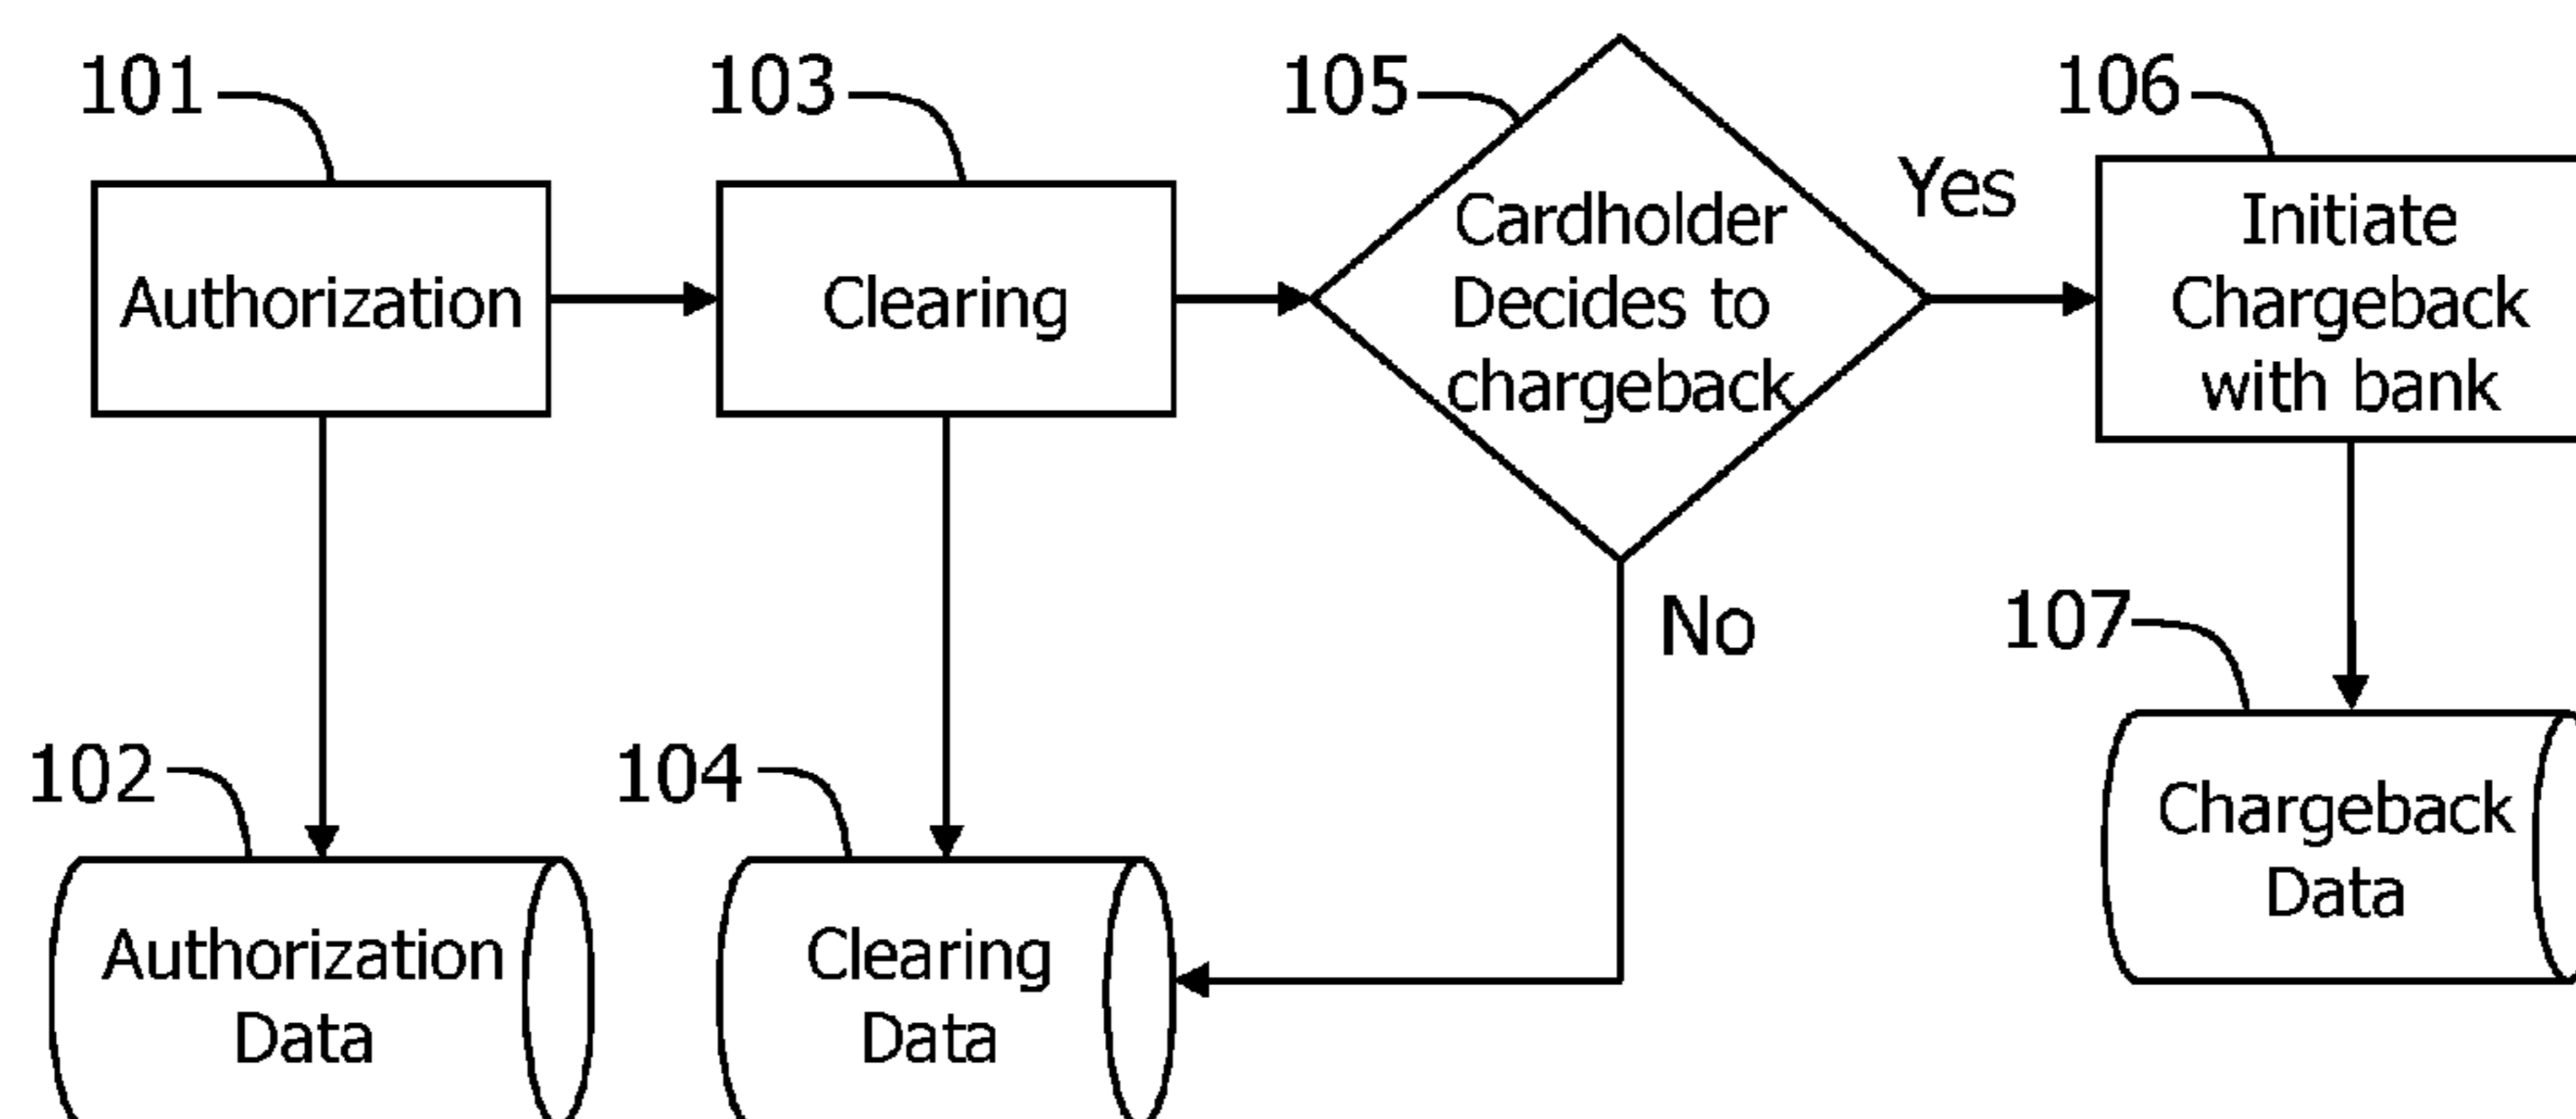 101
Authorization
103
Clearing
105
Cardholder
Decides to
chargeback
Yes
No
106
Initiate
Chargeback
with bank
102
Authorization
Data
104
Clearing
Data
107
Chargeback
Data